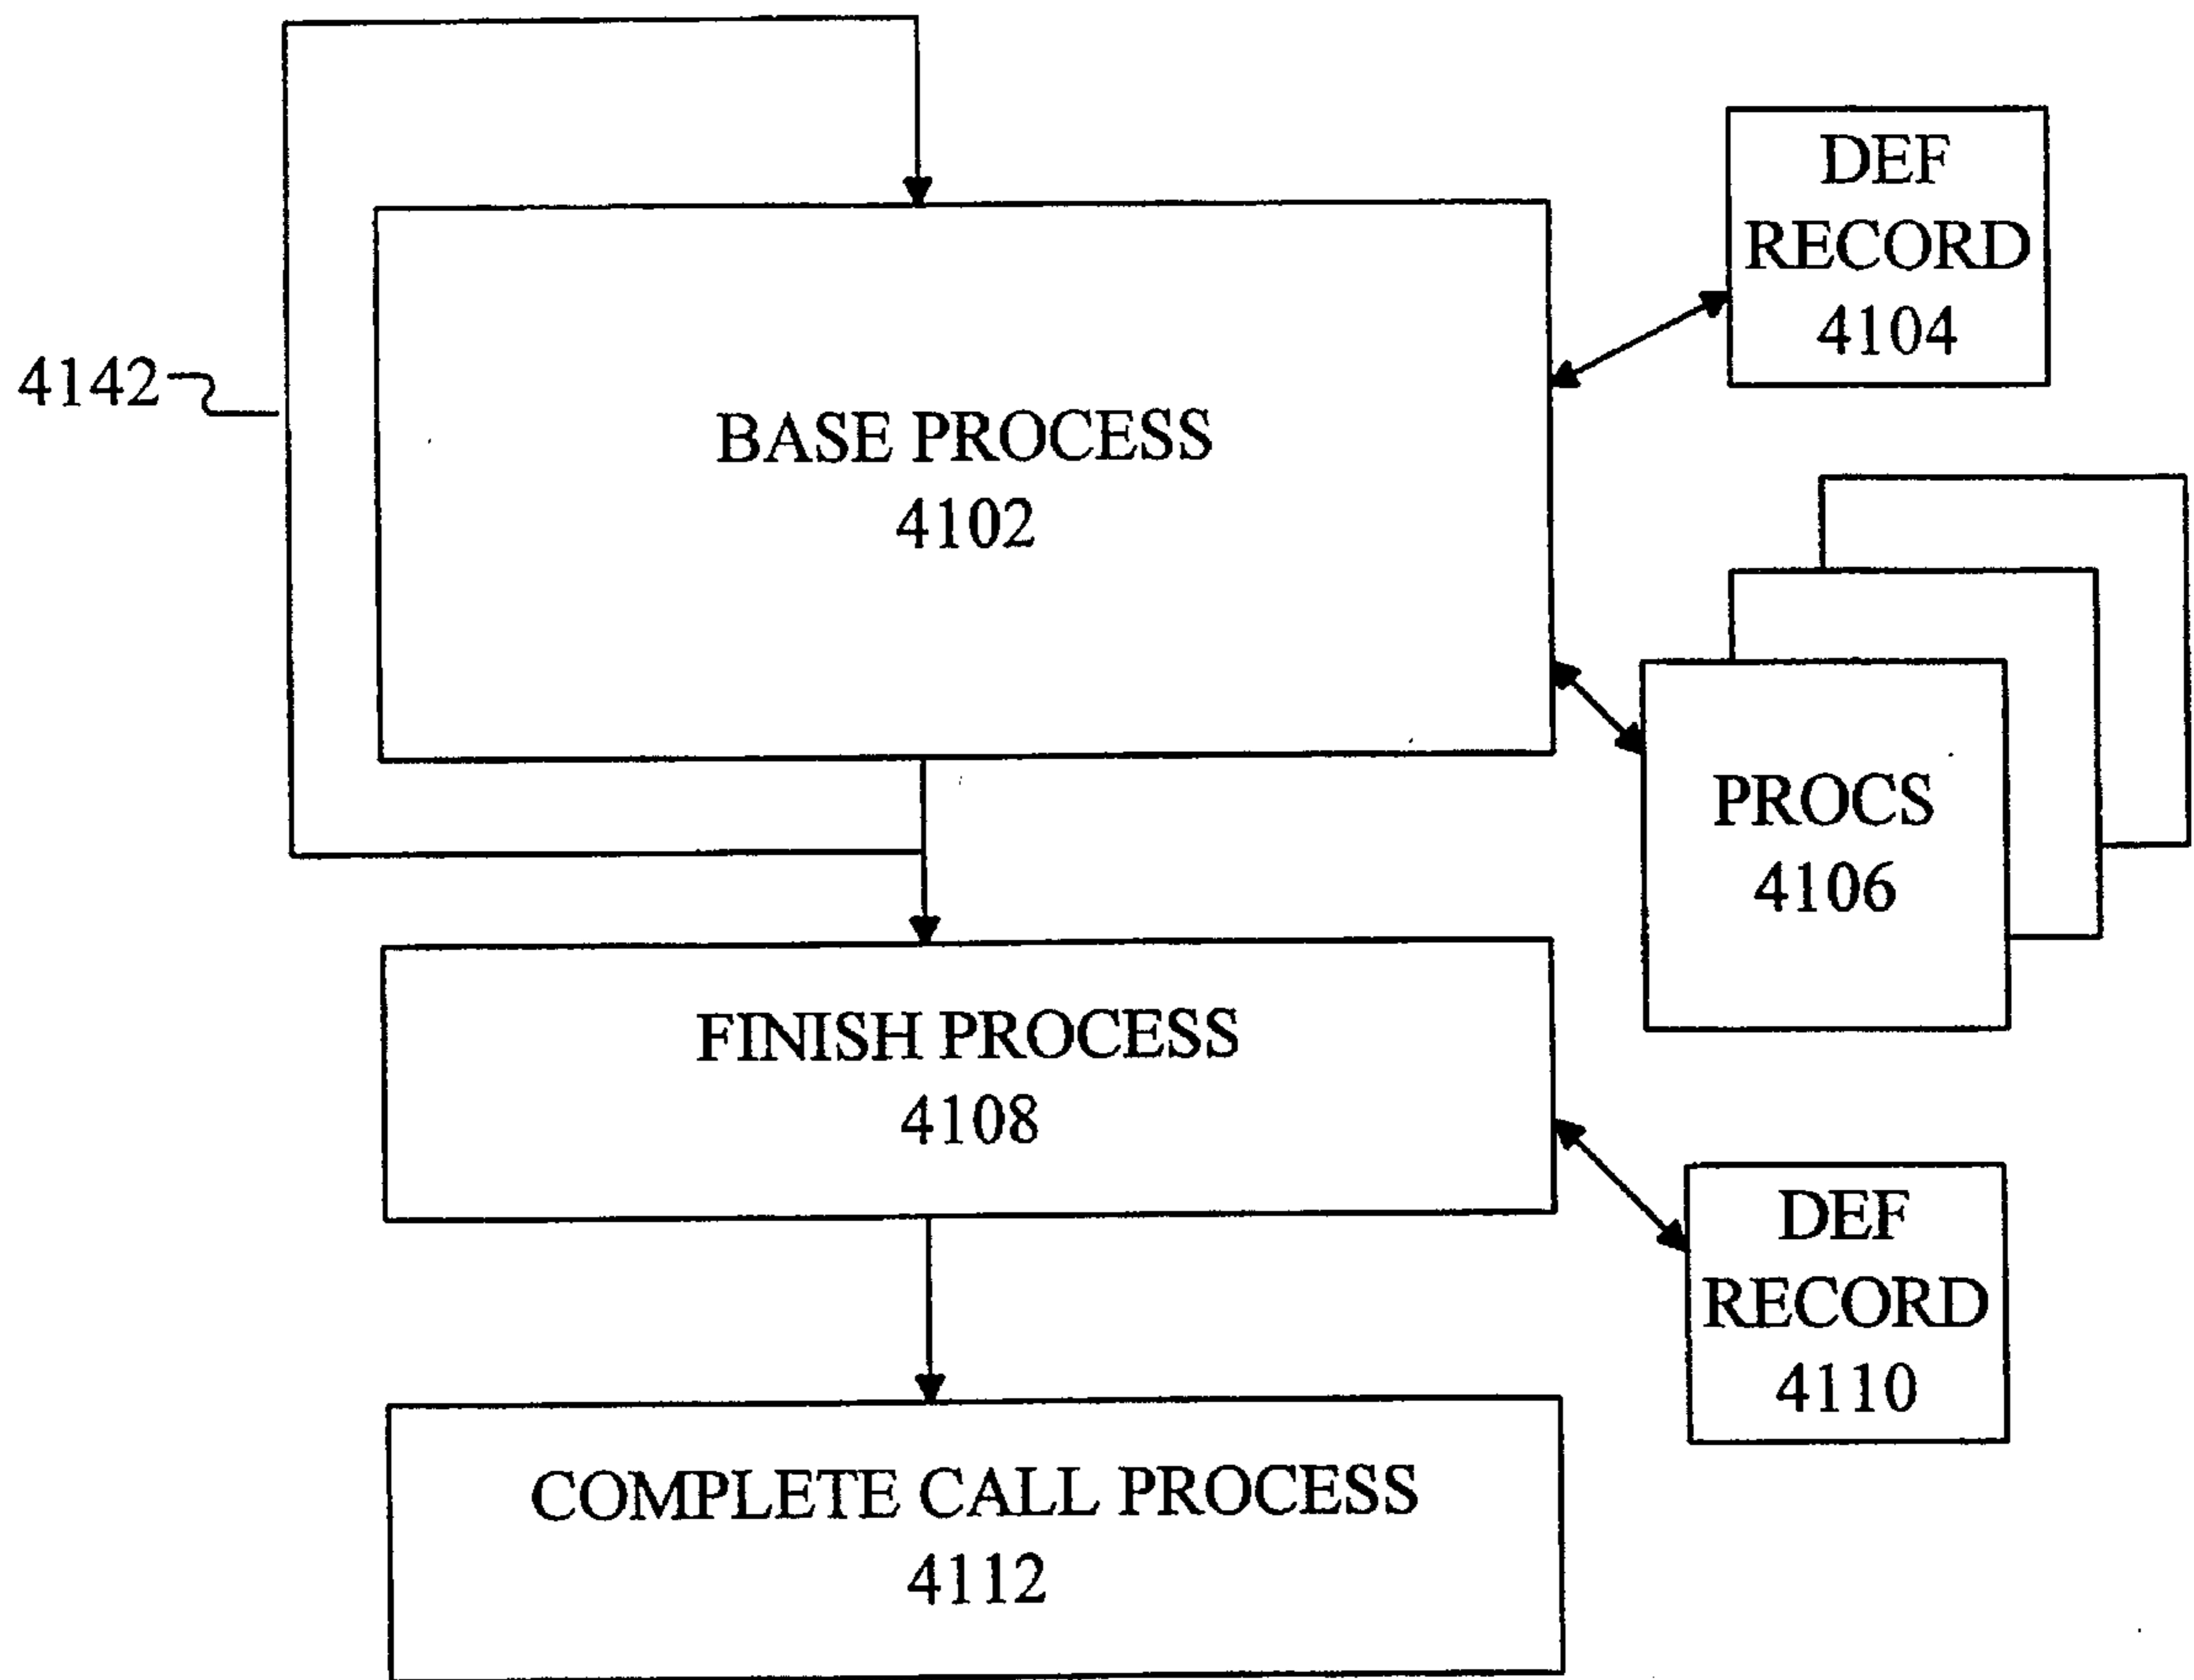 DEF
RECORD
4104
4142
BASE PROCESS
4102
PROCS
4106
FINISH PROCESS
4108
DEF
RECORD
4110
COMPLETE CALL PROCESS
4112